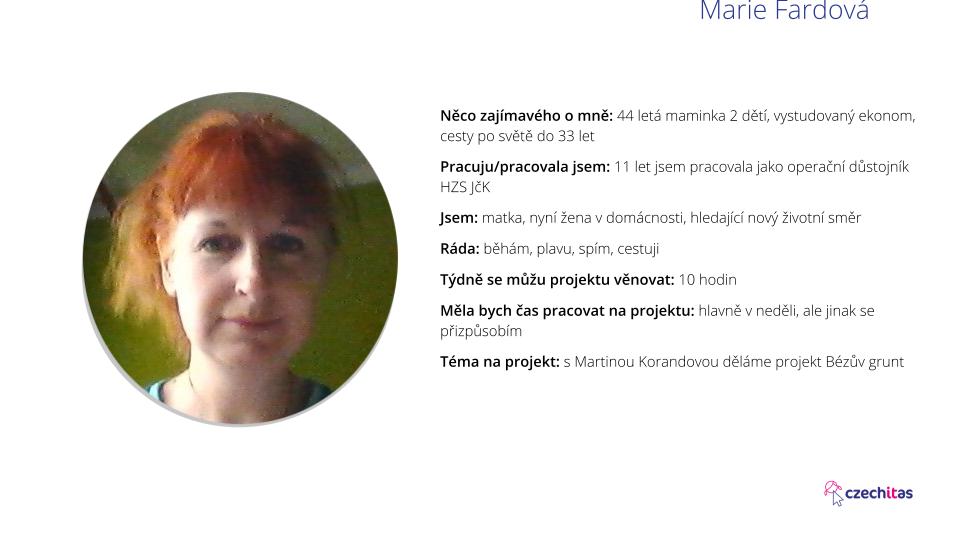 Marie Fardová
Něco zajímavého o mně: 44 letá maminka 2 dětí, vystudovaný ekonom,
cesty po světě do 33 let
Pracuju/pracovala jsem: 11 let jsem pracovala jako operační důstojník
HZS JčK
Jsem: matka, nyní žena v domácnosti, hledající nový životní směr
Ráda: běhám, plavu, spím, cestuji
Týdně se můžu projektu věnovat: 10 hodin
Měla bych čas pracovat na projektu: hlavně v neděli, ale jinak se
přizpůsobím
Téma na projekt: s Martinou Korandovou děláme projekt Bézův grunt
czechitas